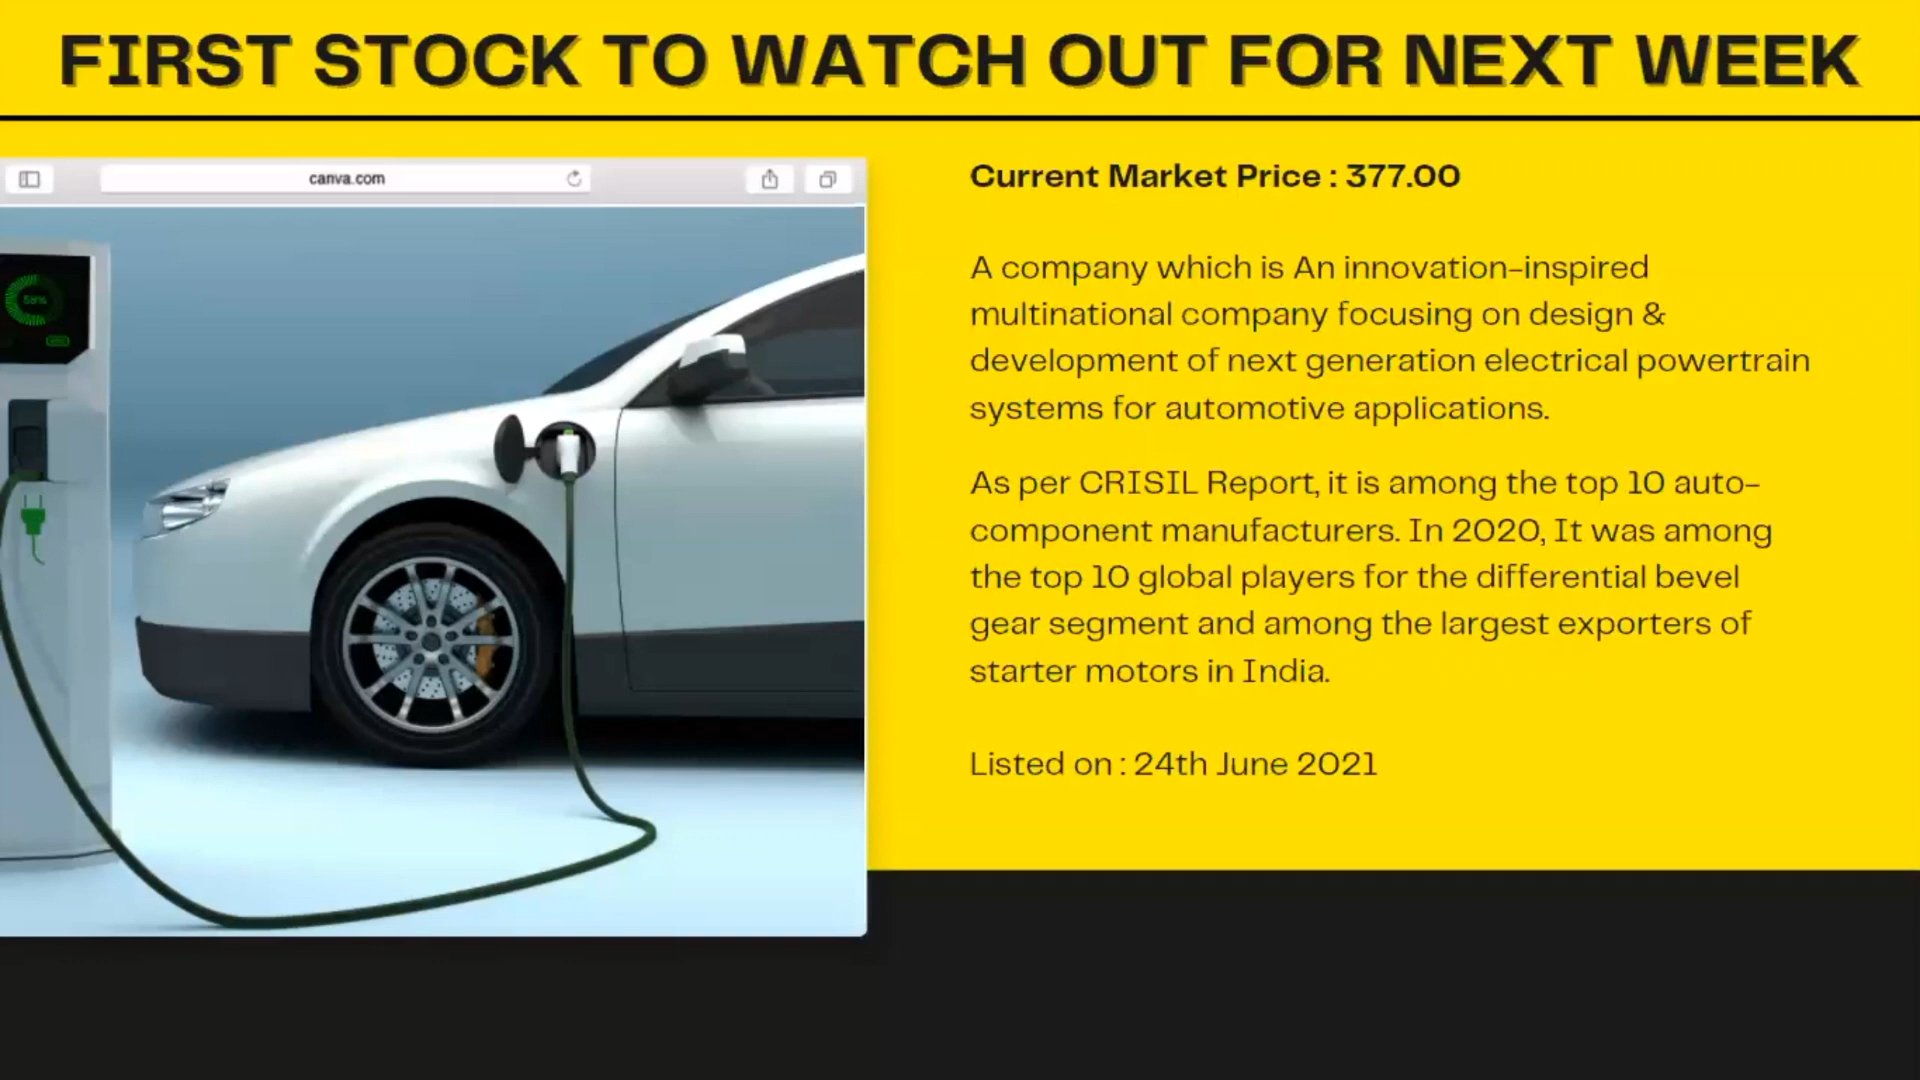 FIRST STOCK TO WATCH OUT FOR NEXT WEEK
canva.com
58%
Current Market Price : 377.00
A company which is An innovation-inspired
multinational company focusing on design &
development of next generation electrical powertrain
systems for automotive applications.
As per CRISIL Report, it is among the top 10 auto-
component manufacturers. In 2020, It was among
the top 10 global players for the differential bevel
gear segment and among the largest exporters of
starter motors in India.
Listed on : 24th June 2021